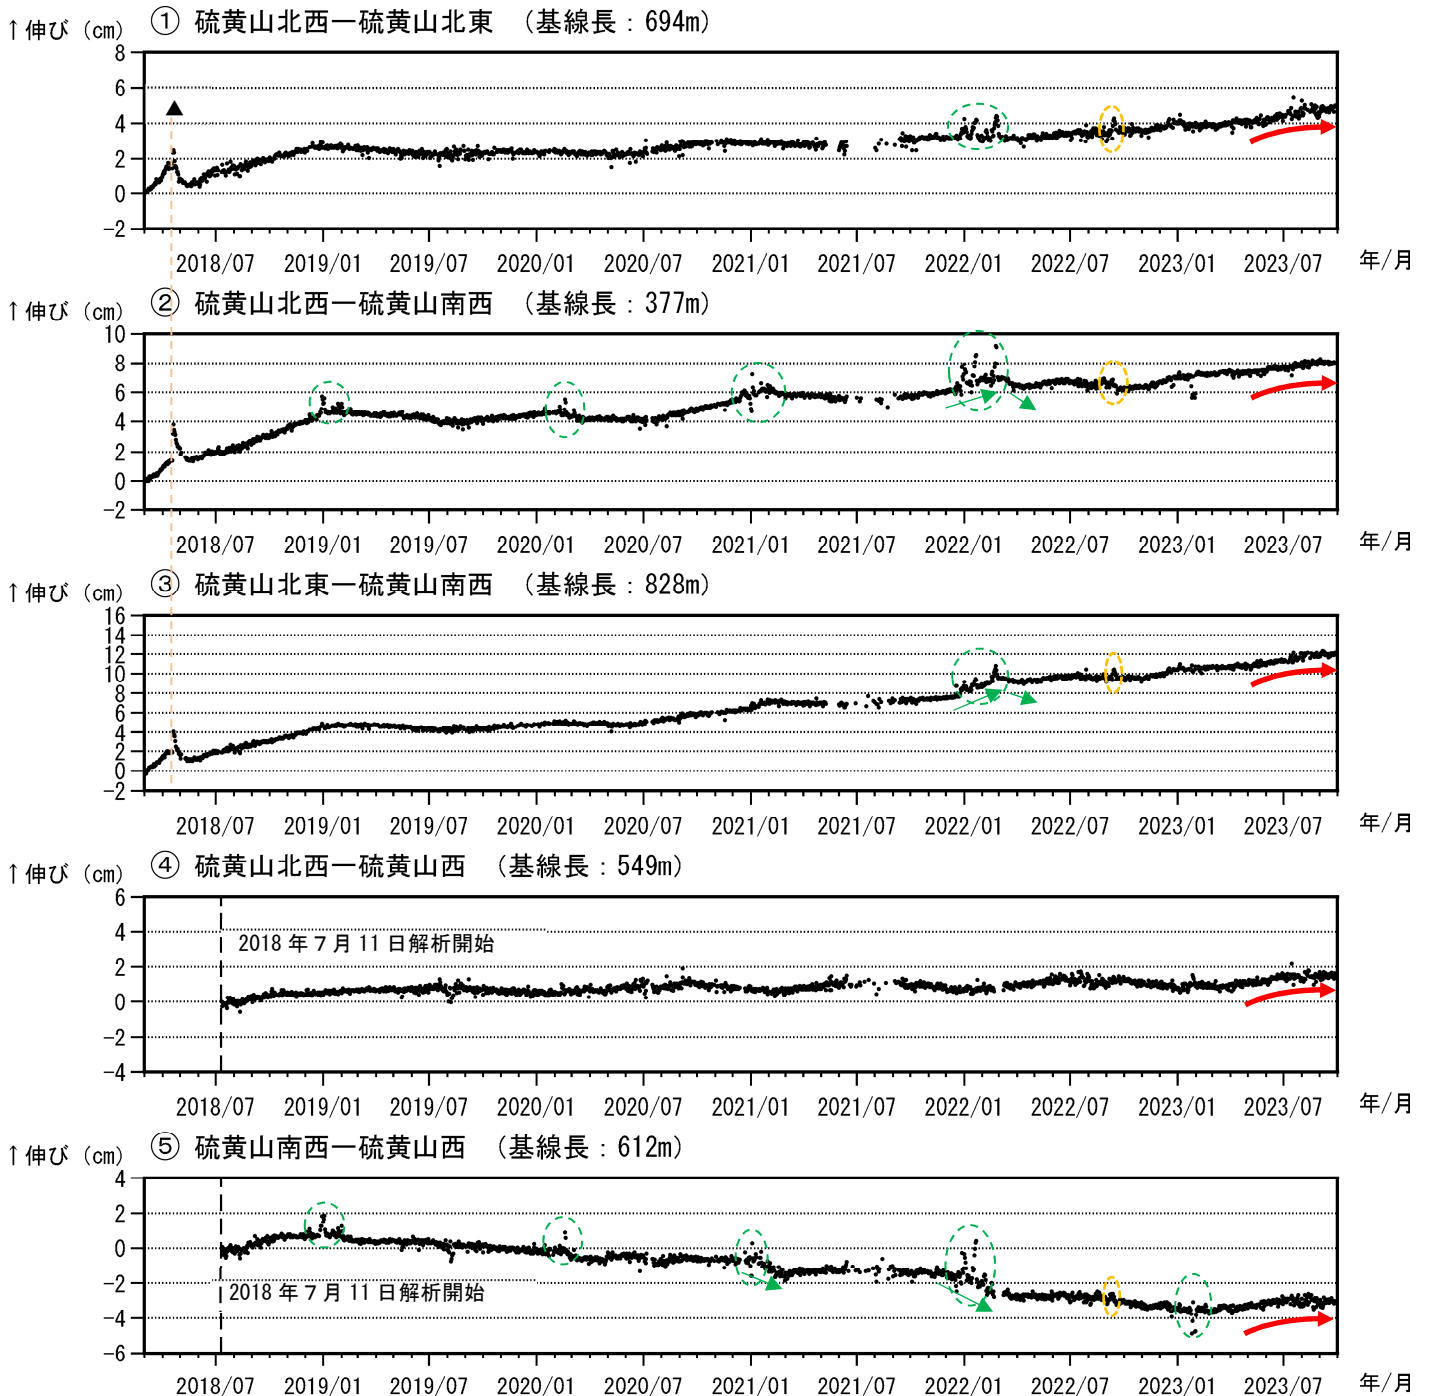 ① 硫黄山北西ー硫黄山北東 （基線長：694m）
↑伸び（cm）
8
6
4
2
0
-2
2018/07 2019/01 2019/07 2020/01 2020/07 2021/01 2021/07 2022/01 2022/07 2023/01 2023/07 年/月
② 硫黄山北西ー硫黄山南西 （基線長：377m）
↑伸び（cm）
10
8
6
4
2
0
-2
2018/07 2019/01 2019/07 2020/01 2020/07 2021/01 2021/07 2022/01 2022/07 2023/01 2023/07 年/月
③ 硫黄山北東ー硫黄山南西 （基線長：828m）
↑伸び（cm）
16
14
12
10
8
6
4
2
0
-2
2018/07 2019/01 2019/07 2020/01 2020/07 2021/01 2021/07 2022/01 2022/07 2023/01 2023/07 年/月
④ 硫黄山北西ー硫黄山西 （基線長：549m）
↑伸び（cm）
6
4
2018年7月11日解析開始
2
0
-2
-4
2018/07 2019/01 2019/07 2020/01 2020/07 2021/01 2021/07 2022/01 2022/07 2023/01 2023/07 年/月
⑤ 硫黄山南西ー硫黄山西 （基線長：612m）
↑伸び（cm）
4
2
0
-2
2018年7月11日解析開始
-4
-6
2018/07 2019/01 2019/07 2020/01 2020/07 2021/01 2021/07 2022/01 2022/07 2023/01 2023/07 年/月